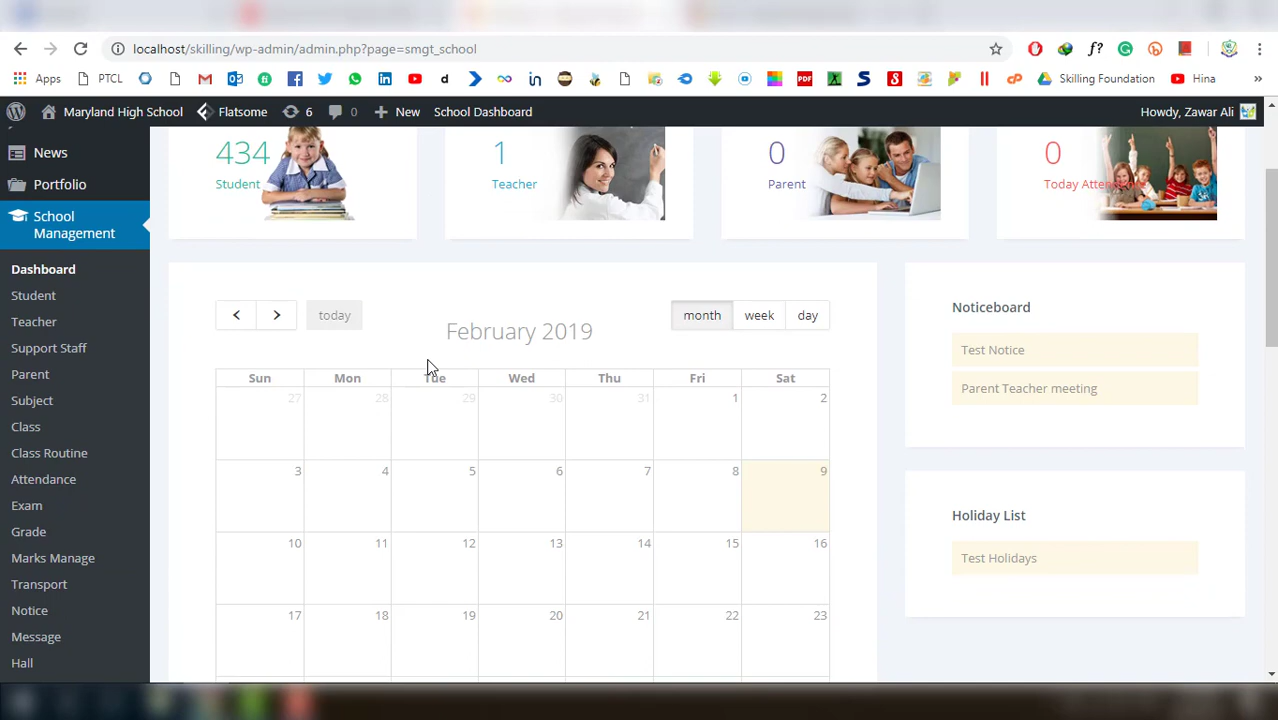 localhost/skilling/wp-admin/admin.php?page=smgt_school
Apps PTCL d in PDF S cP Skilling Foundation Hina »
Maryland High School Flatsome 6 0 New School Dashboard Howdy, Zawar Ali
News
Portfolio
School
Management
Dashboard
Student
Teacher
Support Staff
Parent
Subject
Class
Class Routine
Attendance
Exam
Grade
Marks Manage
Transport
Notice
Message
Hall
434
Student
1
Teacher
0
Parent
0
today
February 2019
month week day
Sun Mon Tue Wed Thu Fri Sat
27 28 29 30 31 1 2
3 4 5 6 7 8 9
10 11 12 13 14 15 16
17 18 19 20 21 22 23
Noticeboard
Test Notice
Parent Teacher meeting
Holiday List
Test Holidays